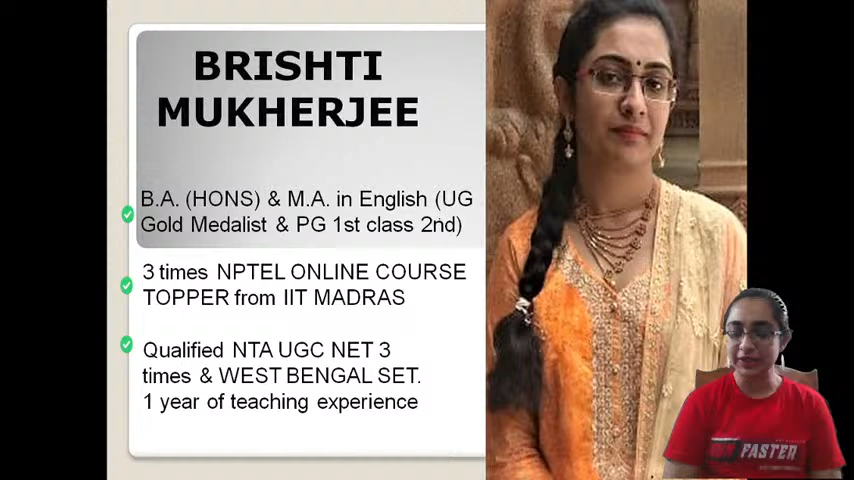 BRISHTI
MUKHERJEE
B.A. (HONS) & M.A. in English (UG
Gold Medalist & PG 1st class 2nd)
3 times NPTEL ONLINE COURSE
TOPPER from IIT MADRAS
Qualified NTA UGC NET 3
times & WEST BENGAL SET.
1 year of teaching experience
FASTER